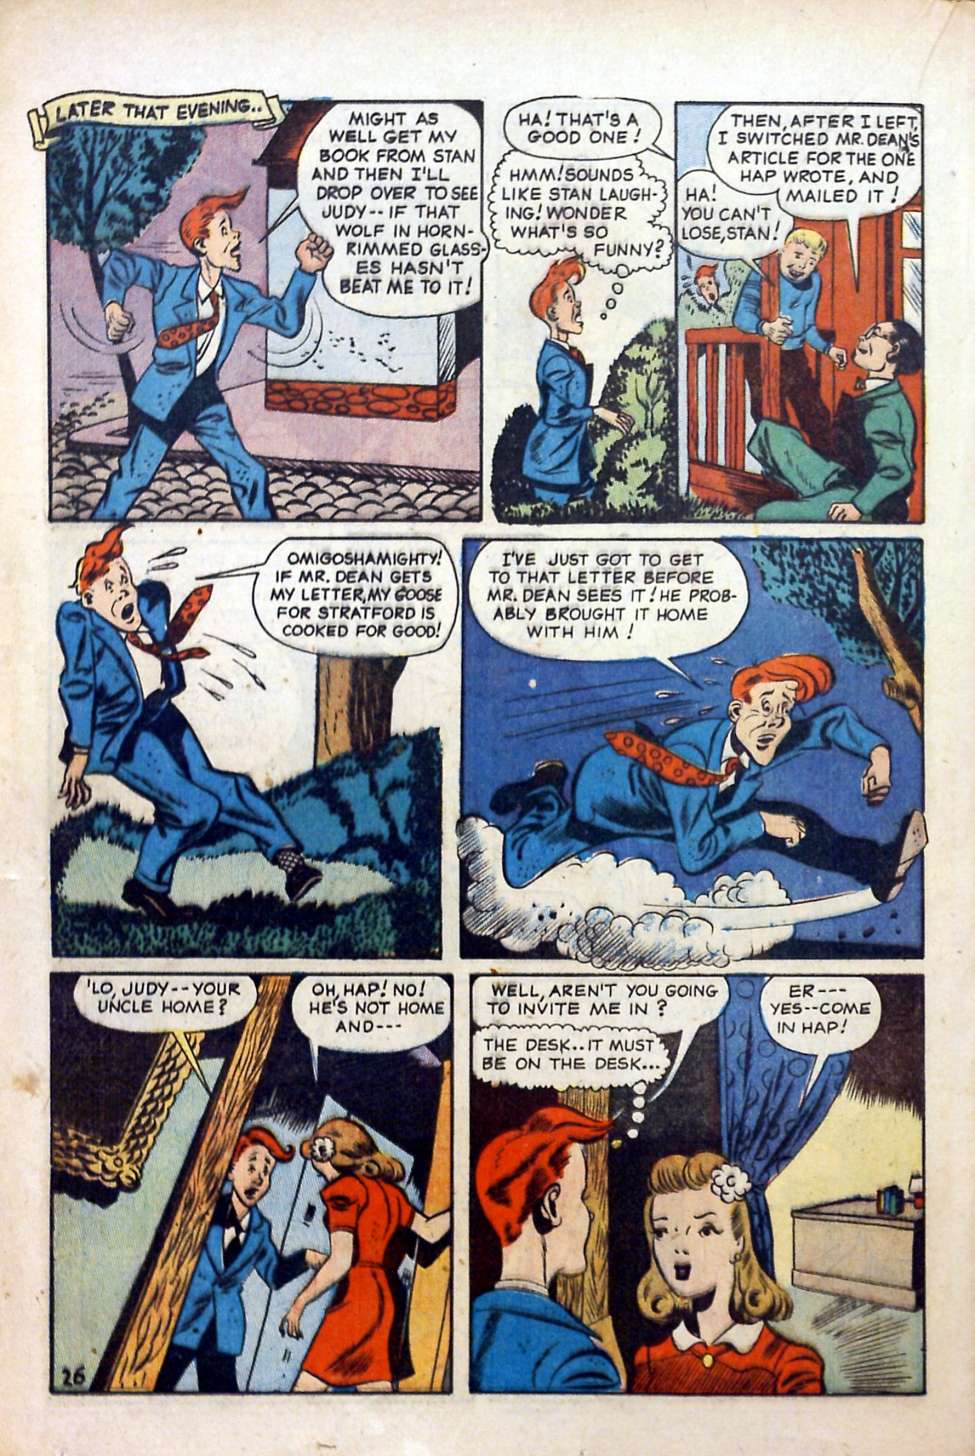 LATER THAT EVENING..
MIGHT AS
WELL GET MY
BOOK FROM STAN
AND THEN I'LL
DROP OVER TO SEE
JUDY-- IF THAT
WOLF IN HORN-
RIMMED GLASS-
ES HASN'T
BEAT ME TO IT!
HA! THAT'S A
GOOD ONE!
HMM! SOUNDS
LIKE STAN LAUGH-
ING! WONDER
WHAT'S SO
FUNNY?
THEN, AFTER I LEFT,
I SWITCHED MR. DEAN'S
ARTICLE FOR THE ONE
HAP WROTE, AND
MAILED IT!
HA!
YOU CAN'T
LOSE, STAN!
OMIGOSHAMIGHTY!
IF MR. DEAN GETS
MY LETTER, MY GOOSE
FOR STRATFORD IS
COOKED FOR GOOD!
I'VE JUST GOT TO GET
TO THAT LETTER BEFORE
MR. DEAN SEES IT! HE PROB-
ABLY BROUGHT IT HOME
WITH HIM!
'LO, JUDY--YOUR
UNCLE HOME?
OH, HAP! NO!
HE'S NOT HOME
AND---
WELL, AREN'T YOU GOING
TO INVITE ME IN?
THE DESK..IT MUST
BE ON THE DESK...
ER---
YES--COME
IN HAP!
26